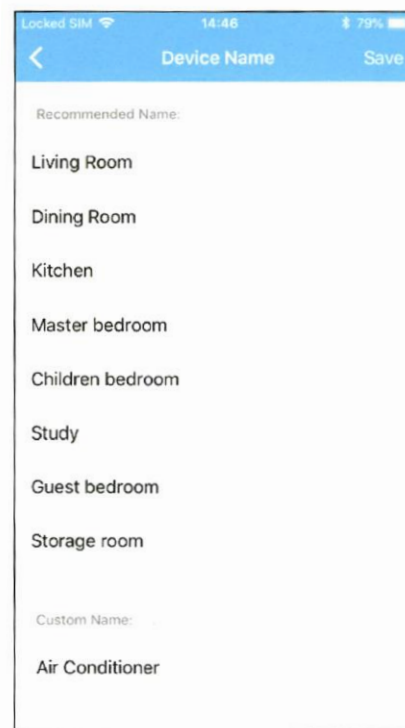 Locked SIM 14:46 79%
Device Name Save
Recommended Name:
Living Room
Dining Room
Kitchen
Master bedroom
Children bedroom
Study
Guest bedroom
Storage room
Custom Name:
Air Conditioner